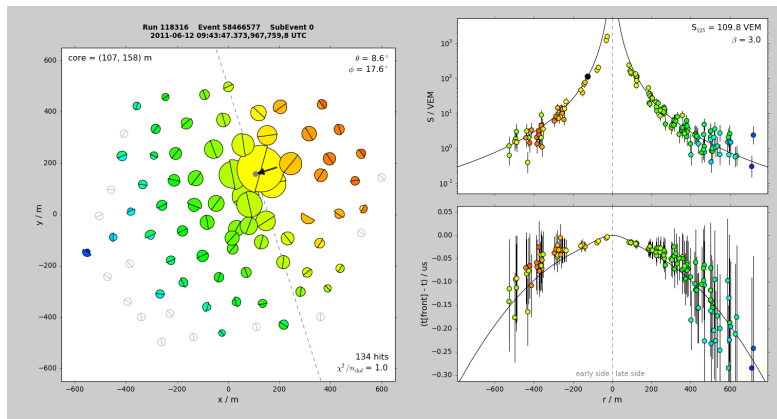 Run 118316 Event 58466577 SubEvent 0
2011-06-12 09:43:47.373,967,759,8 UTC
core = (107, 158) m
θ = 8.6°
ϕ = 17.6°
600
400
200
0
−200
−400
−600
y / m
−600 −400 −200 0 200 400 600
x / m
134 hits
χ²/n_dof = 1.0
S₁₂₅ = 109.8 VEM
β = 3.0
10³
10²
10¹
10⁰
10⁻¹
S / VEM
0.00
−0.05
−0.10
−0.15
−0.20
−0.25
−0.30
(t[front] - t) / us
early side late side
−600 −400 −200 0 200 400 600
r / m